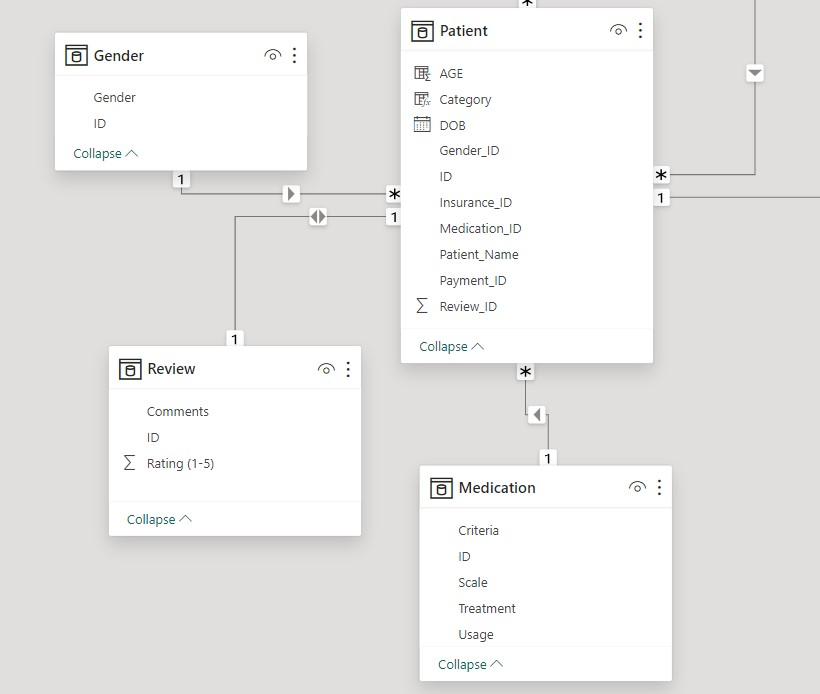 Gender
Gender
ID
Collapse
1
*
1
1
Review
Comments
ID
Rating (1-5)
Collapse
*
Patient
AGE
Category
DOB
Gender_ID
ID
Insurance_ID
Medication_ID
Patient_Name
Payment_ID
Review_ID
Collapse
*
1
*
1
Medication
Criteria
ID
Scale
Treatment
Usage
Collapse